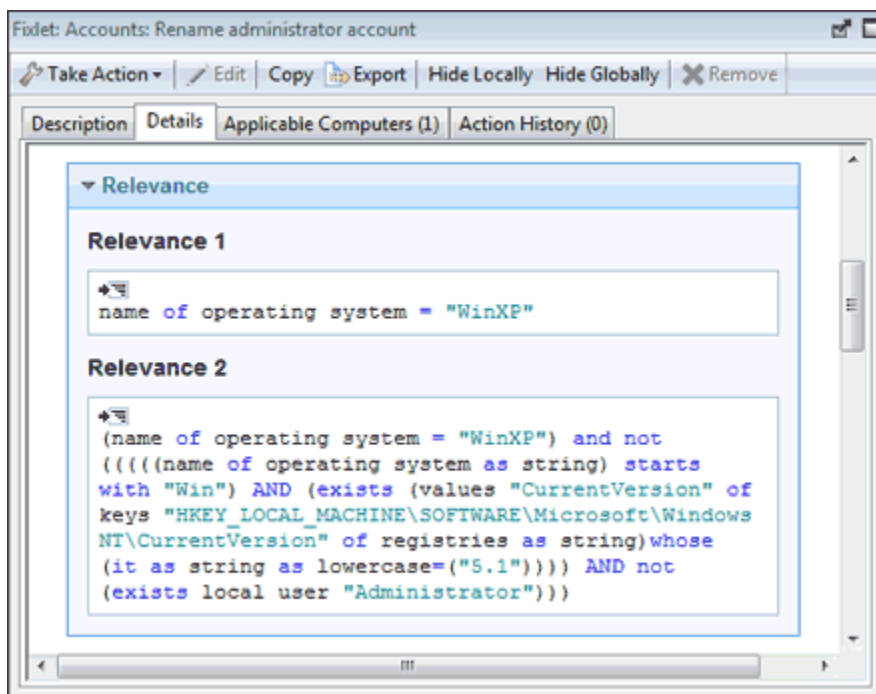 Fixlet: Accounts: Rename administrator account
Take Action Edit Copy Export Hide Locally Hide Globally Remove
Description Details Applicable Computers (1) Action History (0)
Relevance
Relevance 1
name of operating system = "WinXP"
Relevance 2
(name of operating system = "WinXP") and not
(((((name of operating system as string) starts
with "Win") AND (exists (values "CurrentVersion" of
keys "HKEY_LOCAL_MACHINE\SOFTWARE\Microsoft\Windows
NT\CurrentVersion" of registries as string)whose
(it as string as lowercase=("5.1")))) AND not
(exists local user "Administrator")))